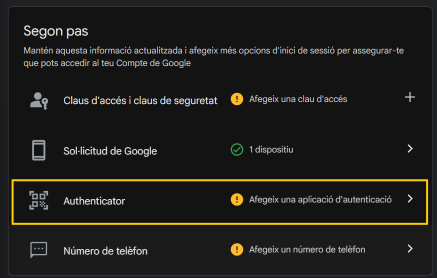 Segon pas
Mantén aquesta informació actualitzada i afegeix més opcions d'inici de sessió per assegurar-te
que pots accedir al teu Compte de Google
Claus d'accés i claus de seguretat
Afegeix una clau d'accés
Sol·licitud de Google
1 dispositiu
Authenticator
Afegeix una aplicació d'autenticació
Número de telèfon
Afegeix un número de telèfon